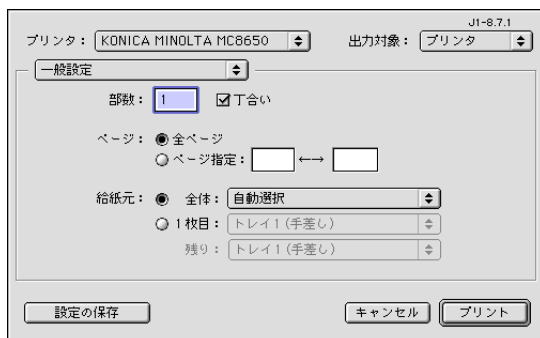 J1-8.7.1
プリンタ： KONICA MINOLTA MC8650 出力対象： プリンタ
一般設定
部数： 1 丁合い
ページ： 全ページ
ページ指定： ←→
給紙元： 全体： 自動選択
1枚目： トレイ1(手差し)
残り： トレイ1(手差し)
設定の保存 キャンセル プリント